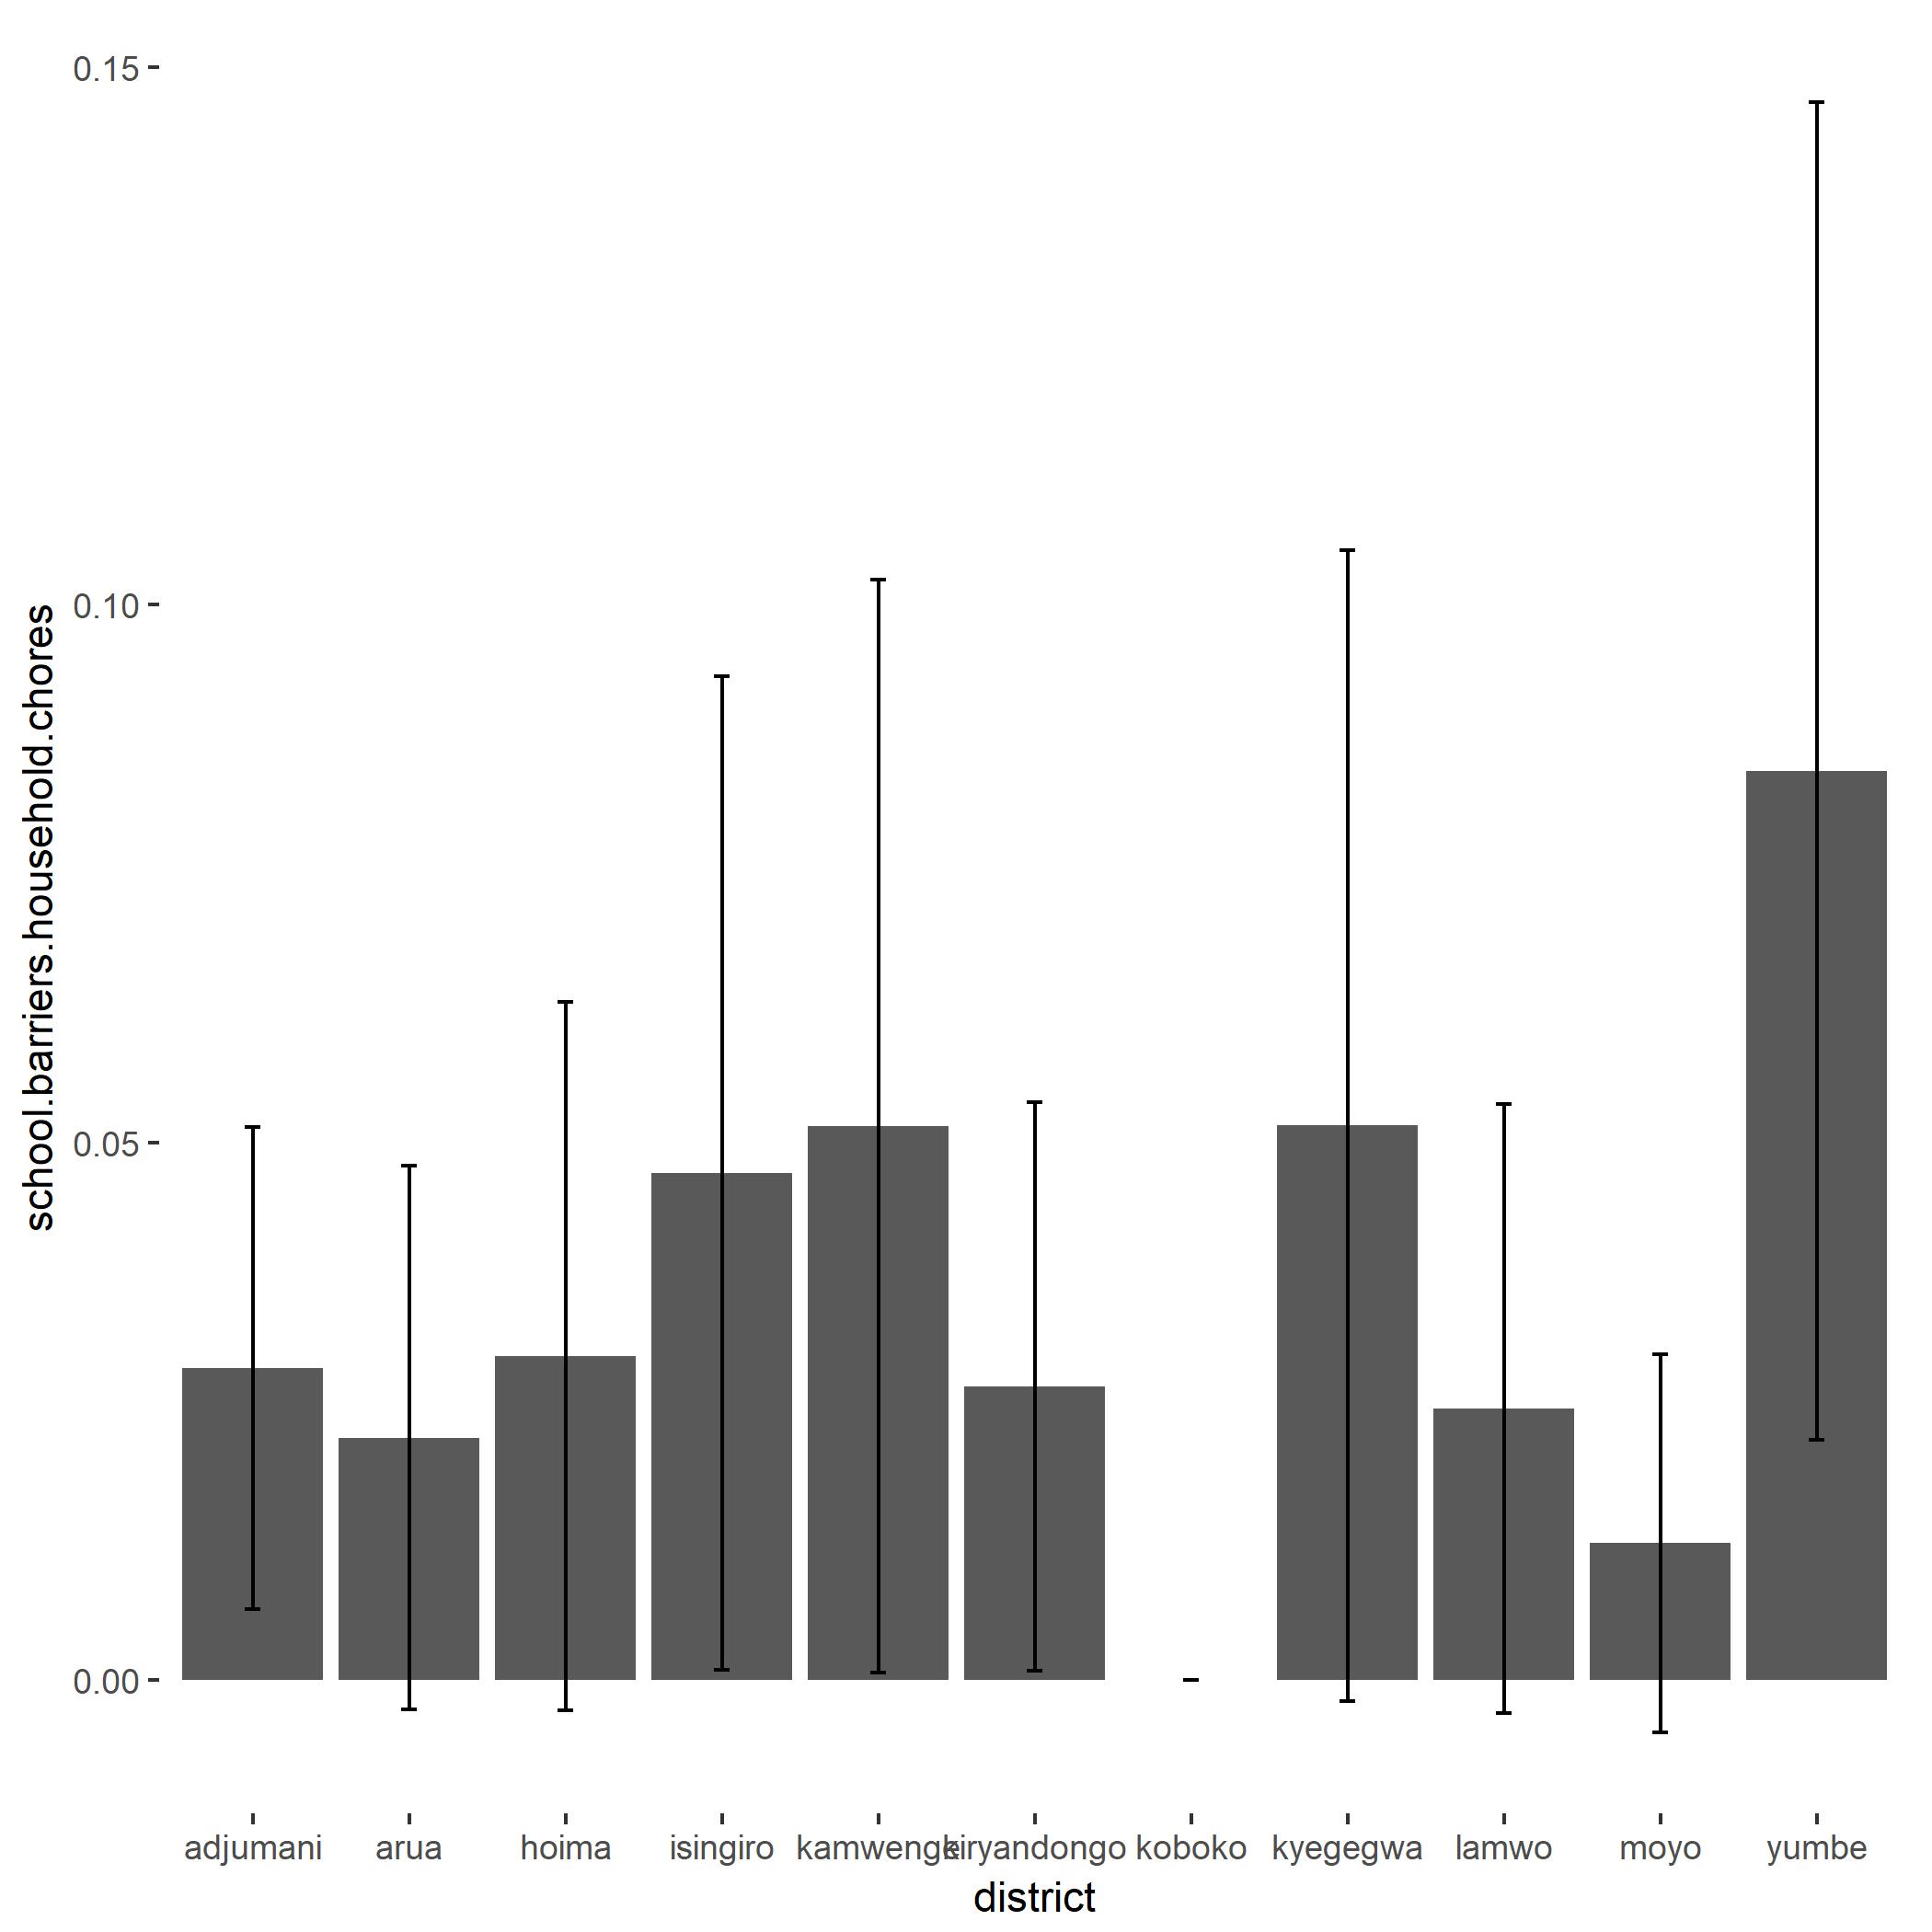 school.barriers.household.chores
0.15
0.10
0.05
0.00
adjumani arua hoima isingiro kamwenge kiryandongo koboko kyegegwa lamwo moyo yumbe
district